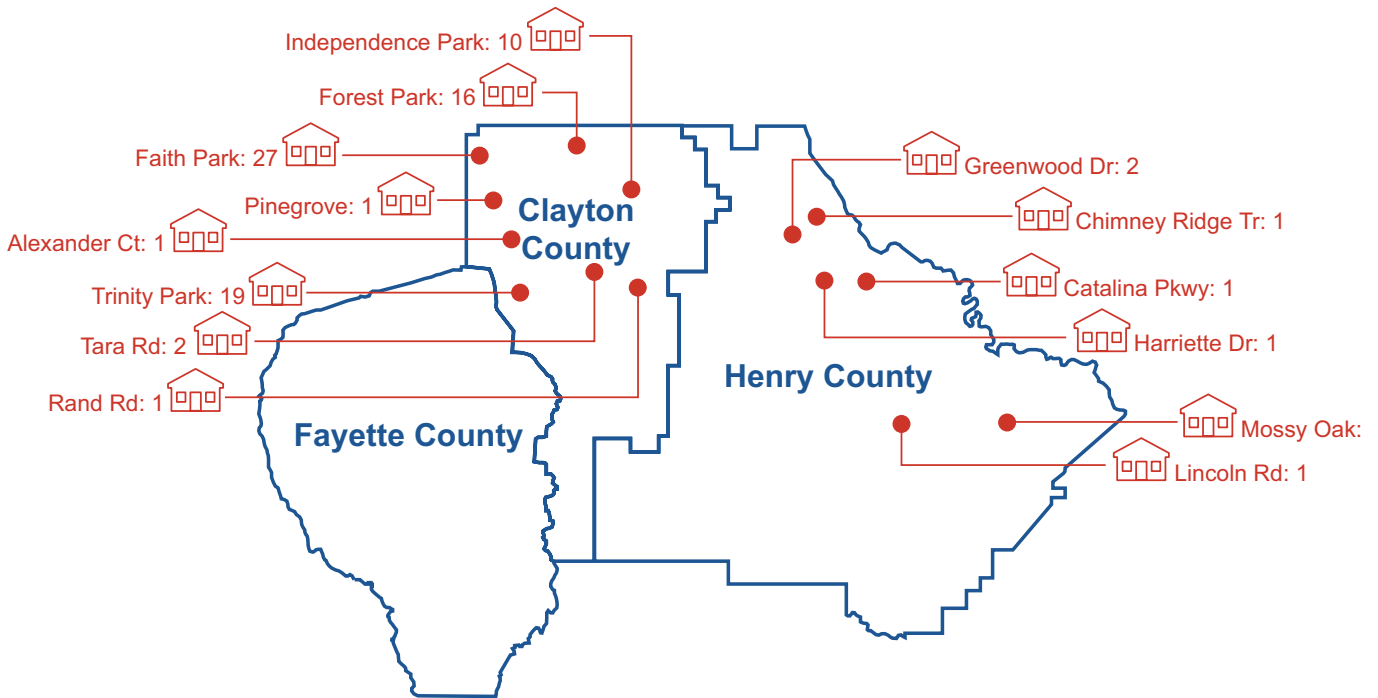 Independence Park: 10
Forest Park: 16
Faith Park: 27
Greenwood Dr: 2
Pinegrove: 1
Clayton
County
Chimney Ridge Tr: 1
Alexander Ct: 1
Trinity Park: 19
Catalina Pkwy: 1
Tara Rd: 2
Harriette Dr: 1
Henry County
Rand Rd: 1
Fayette County
Mossy Oak:
Lincoln Rd: 1